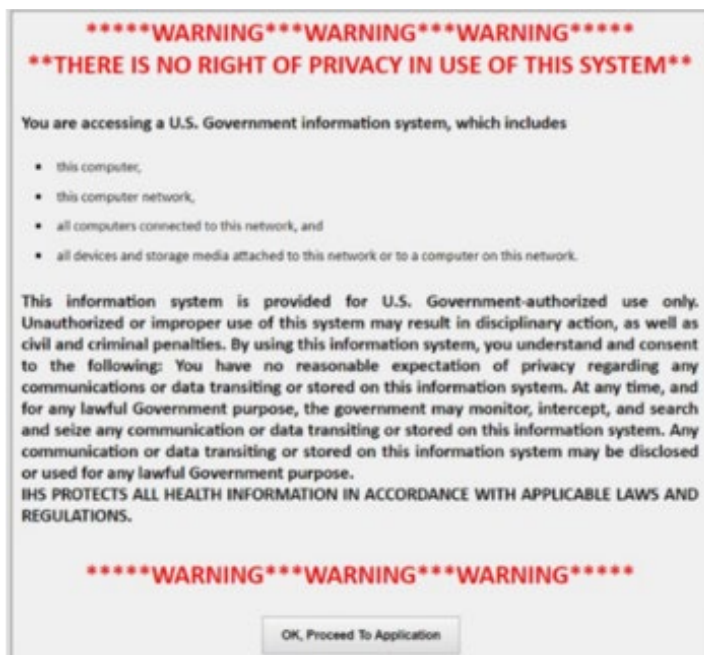 *****WARNING***WARNING***WARNING*****
**THERE IS NO RIGHT OF PRIVACY IN USE OF THIS SYSTEM**
You are accessing a U.S. Government information system, which includes
• this computer,
• this computer network,
• all computers connected to this network, and
• all devices and storage media attached to this network or to a computer on this network.
This information system is provided for U.S. Government-authorized use only.
Unauthorized or improper use of this system may result in disciplinary action, as well as
civil and criminal penalties. By using this information system, you understand and consent
to the following: You have no reasonable expectation of privacy regarding any
communications or data transiting or stored on this information system. At any time, and
for any lawful Government purpose, the government may monitor, intercept, and search
and seize any communication or data transiting or stored on this information system. Any
communication or data transiting or stored on this information system may be disclosed
or used for any lawful Government purpose.
IHS PROTECTS ALL HEALTH INFORMATION IN ACCORDANCE WITH APPLICABLE LAWS AND
REGULATIONS.
*****WARNING***WARNING***WARNING*****
OK, Proceed To Application